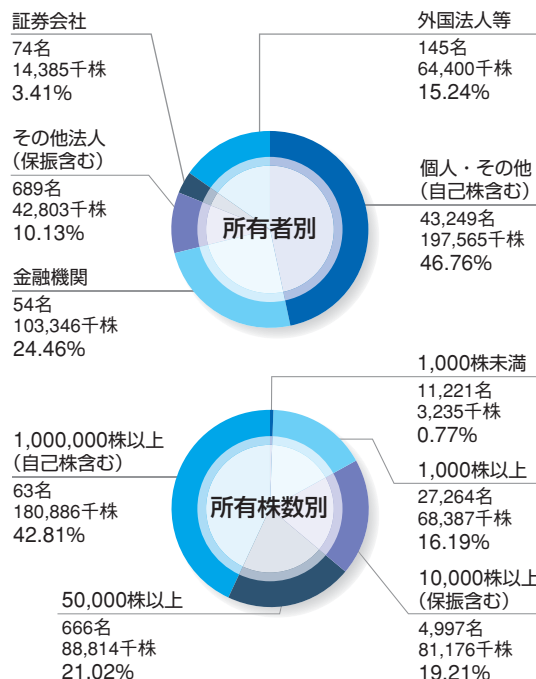 証券会社
74名
14,385千株
3.41%
外国法人等
145名
64,400千株
15.24%
その他法人
(保振含む)
689名
42,803千株
10.13%
個人・その他
(自己株含む)
43,249名
197,565千株
46.76%
所有者別
金融機関
54名
103,346千株
24.46%
1,000株未満
11,221名
3,235千株
0.77%
1,000,000株以上
(自己株含む)
63名
180,886千株
42.81%
1,000株以上
27,264名
68,387千株
16.19%
所有株数別
50,000株以上
666名
88,814千株
21.02%
10,000株以上
(保振含む)
4,997名
81,176千株
19.21%